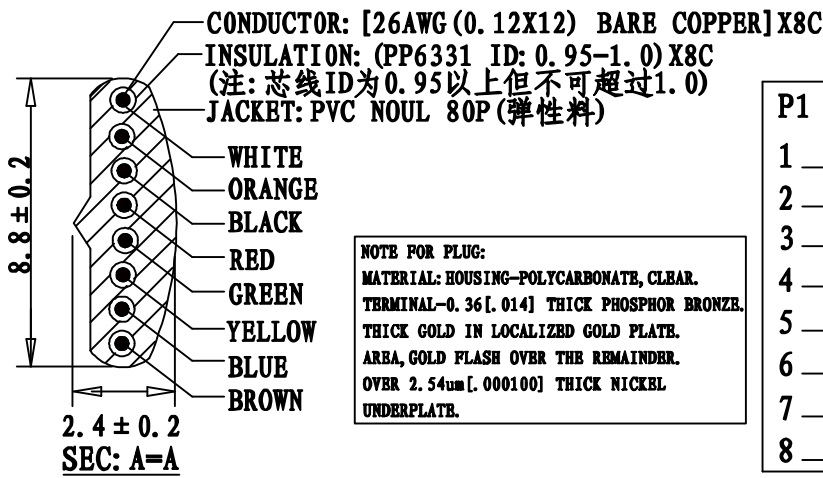 CONDUCTOR: [26AWG(0.12X12) BARE COPPER]X8C
INSULATION: (PP6331 ID: 0.95-1.0)X8C
(注:芯线ID为0.95以上但不可超过1.0)
JACKET: PVC NOUL 80P(弹性料)
WHITE
ORANGE
BLACK
RED
GREEN
YELLOW
BLUE
BROWN
8.8±0.2
2.4±0.2
SEC: A=A
NOTE FOR PLUG:
MATERIAL: HOUSING-POLYCARBONATE, CLEAR.
TERMINAL-0.36[.014] THICK PHOSPHOR BRONZE.
THICK GOLD IN LOCALIZED GOLD PLATE.
AREA, GOLD FLASH OVER THE REMAINDER.
OVER 2.54um[.000100] THICK NICKEL
UNDERPLATE.
P1
1
2
3
4
5
6
7
8